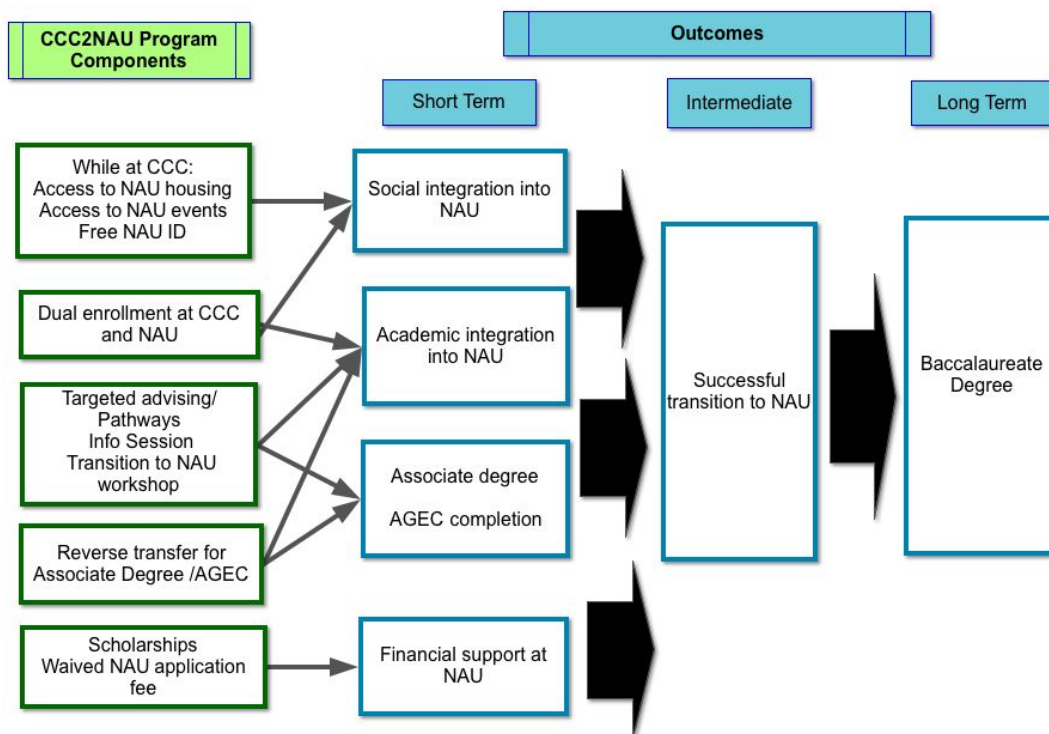 CCC2NAU Program
Components
Outcomes
Short Term
Intermediate
Long Term
While at CCC:
Access to NAU housing
Access to NAU events
Free NAU ID
Dual enrollment at CCC
and NAU
Targeted advising/
Pathways
Info Session
Transition to NAU
workshop
Reverse transfer for
Associate Degree /AGEC
Scholarships
Waived NAU application
fee
Social integration into
NAU
Academic integration
into NAU
Associate degree
AGEC completion
Financial support at
NAU
Successful
transition to NAU
Baccalaureate
Degree